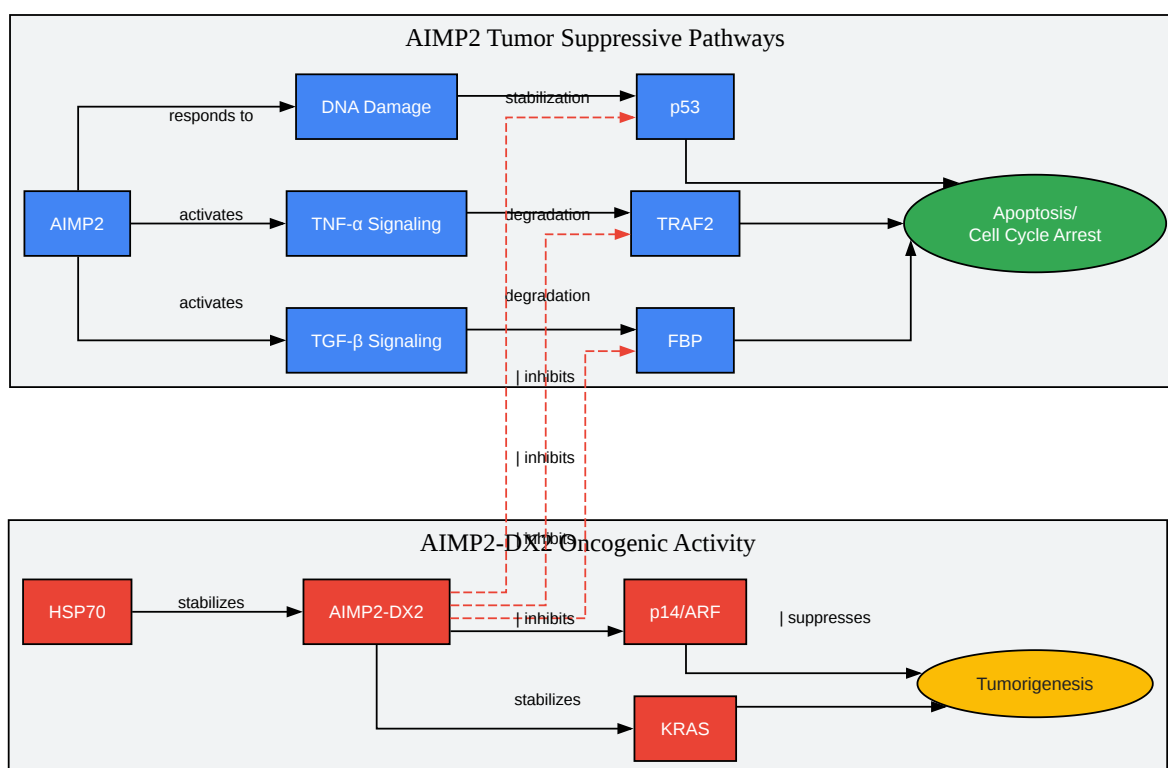 AIMP2 Tumor Suppressive Pathways
DNA Damage
stabilization
p53
responds to
AIMP2
activates
TNF-α Signaling
degradation
TRAF2
Apoptosis/
Cell Cycle Arrest
activates
degradation
TGF-β Signaling
FBP
| inhibits
| inhibits
| inhibits
AIMP2-DX2 Oncogenic Activity
HSP70
stabilizes
AIMP2-DX2
| inhibits
p14/ARF
| suppresses
Tumorigenesis
stabilizes
KRAS